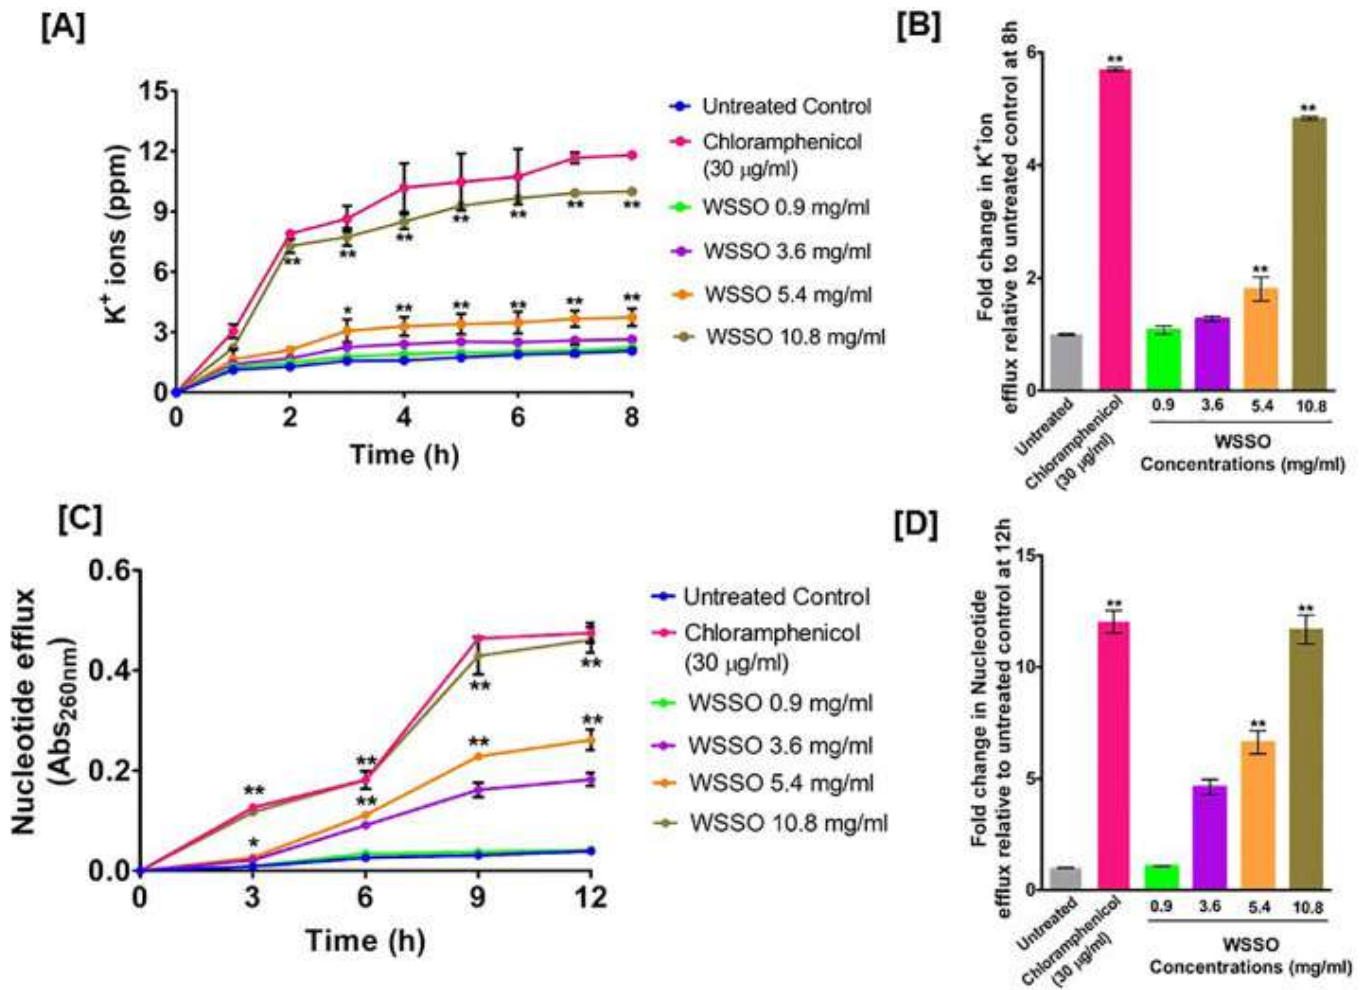 [A]
K+ ions (ppm)
15
12
9
6
3
0
0 2 4 6 8
Time (h)
** ** ** ** ** ** **
* ** ** ** ** **
Untreated Control
Chloramphenicol
(30 µg/ml)
WSSO 0.9 mg/ml
WSSO 3.6 mg/ml
WSSO 5.4 mg/ml
WSSO 10.8 mg/ml
[B]
Fold change in K+ion
efflux relative to untreated control at 8h
6
4
2
0
** ** **
Untreated
Chloramphenicol
(30 µg/ml)
0.9 3.6 5.4 10.8
WSSO
Concentrations (mg/ml)
[C]
Nucleotide efflux
(Abs260nm)
0.6
0.4
0.2
0.0
0 3 6 9 12
Time (h)
** ** ** **
* ** ** **
Untreated Control
Chloramphenicol
(30 µg/ml)
WSSO 0.9 mg/ml
WSSO 3.6 mg/ml
WSSO 5.4 mg/ml
WSSO 10.8 mg/ml
[D]
Fold change in Nucleotide
efflux relative to untreated control at 12h
15
10
5
0
** ** **
Untreated
Chloramphenicol
(30 µg/ml)
0.9 3.6 5.4 10.8
WSSO
Concentrations (mg/ml)